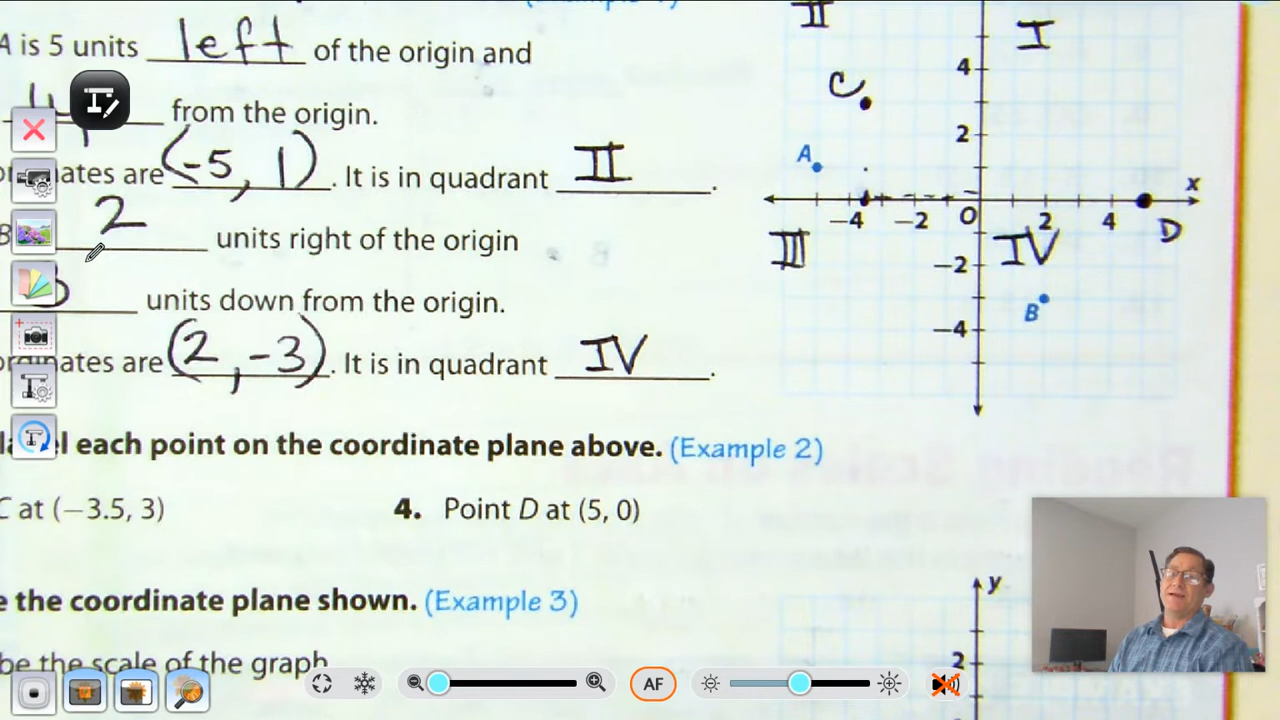 A is 5 units left of the origin and
from the origin.
ates are (-5, 1). It is in quadrant II.
B 2 units right of the origin
3 units down from the origin.
ordinates are (2, -3). It is in quadrant IV.
l each point on the coordinate plane above. (Example 2)
C at (−3.5, 3)
4. Point D at (5, 0)
e the coordinate plane shown. (Example 3)
be the scale of the graph
II
I
4
C
2
A
x
−4
−2
O
2
4
D
III
IV
−2
B
−4
y
2
AF